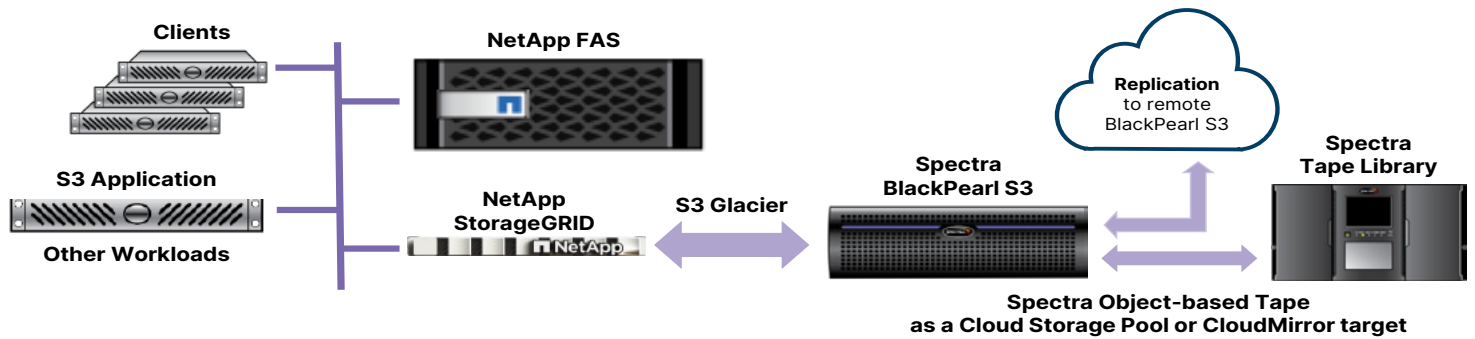 Clients
NetApp FAS
S3 Application
Other Workloads
NetApp
StorageGRID
NetApp
S3 Glacier
Spectra
BlackPearl S3
Replication
to remote
BlackPearl S3
Spectra
Tape Library
Spectra Object-based Tape
as a Cloud Storage Pool or CloudMirror target